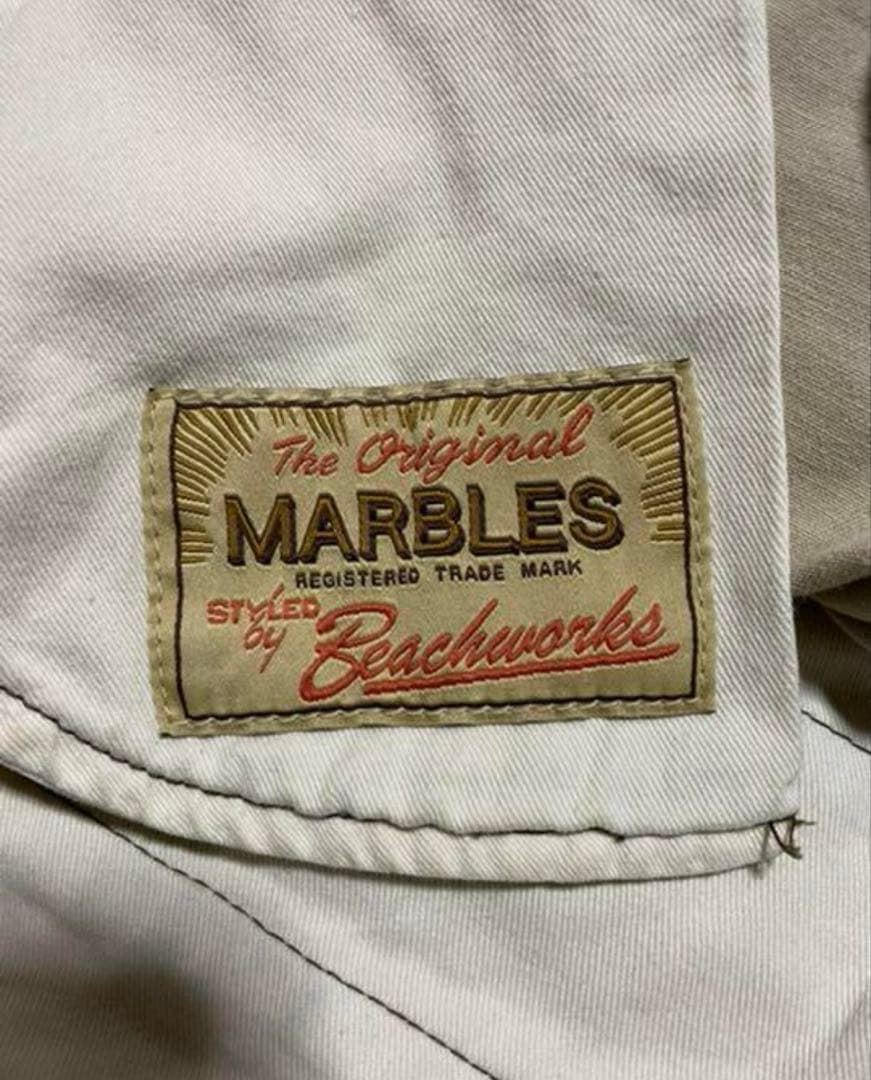 The Original
MARBLES
REGISTERED TRADE MARK
STYLED
by Beachworks